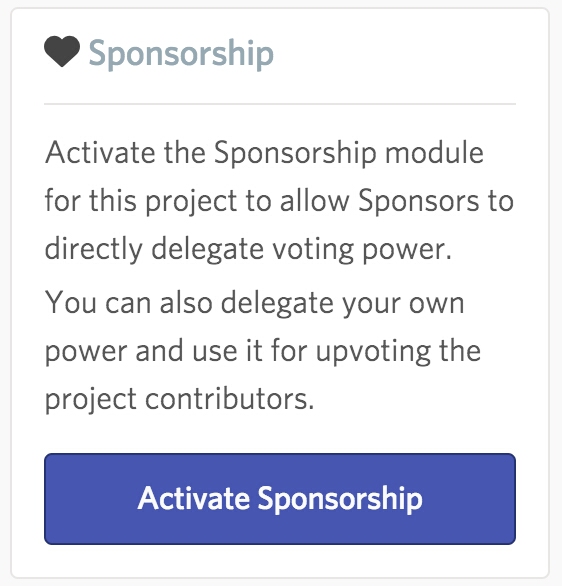 Sponsorship
Activate the Sponsorship module
for this project to allow Sponsors to
directly delegate voting power.
You can also delegate your own
power and use it for upvoting the
project contributors.
Activate Sponsorship